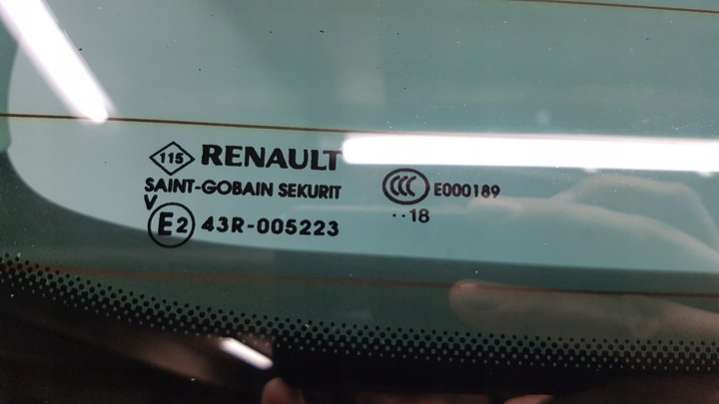 115 RENAULT
SAINT-GOBAIN SEKURIT
V
E2 43R-005223
CCC E000189
··18